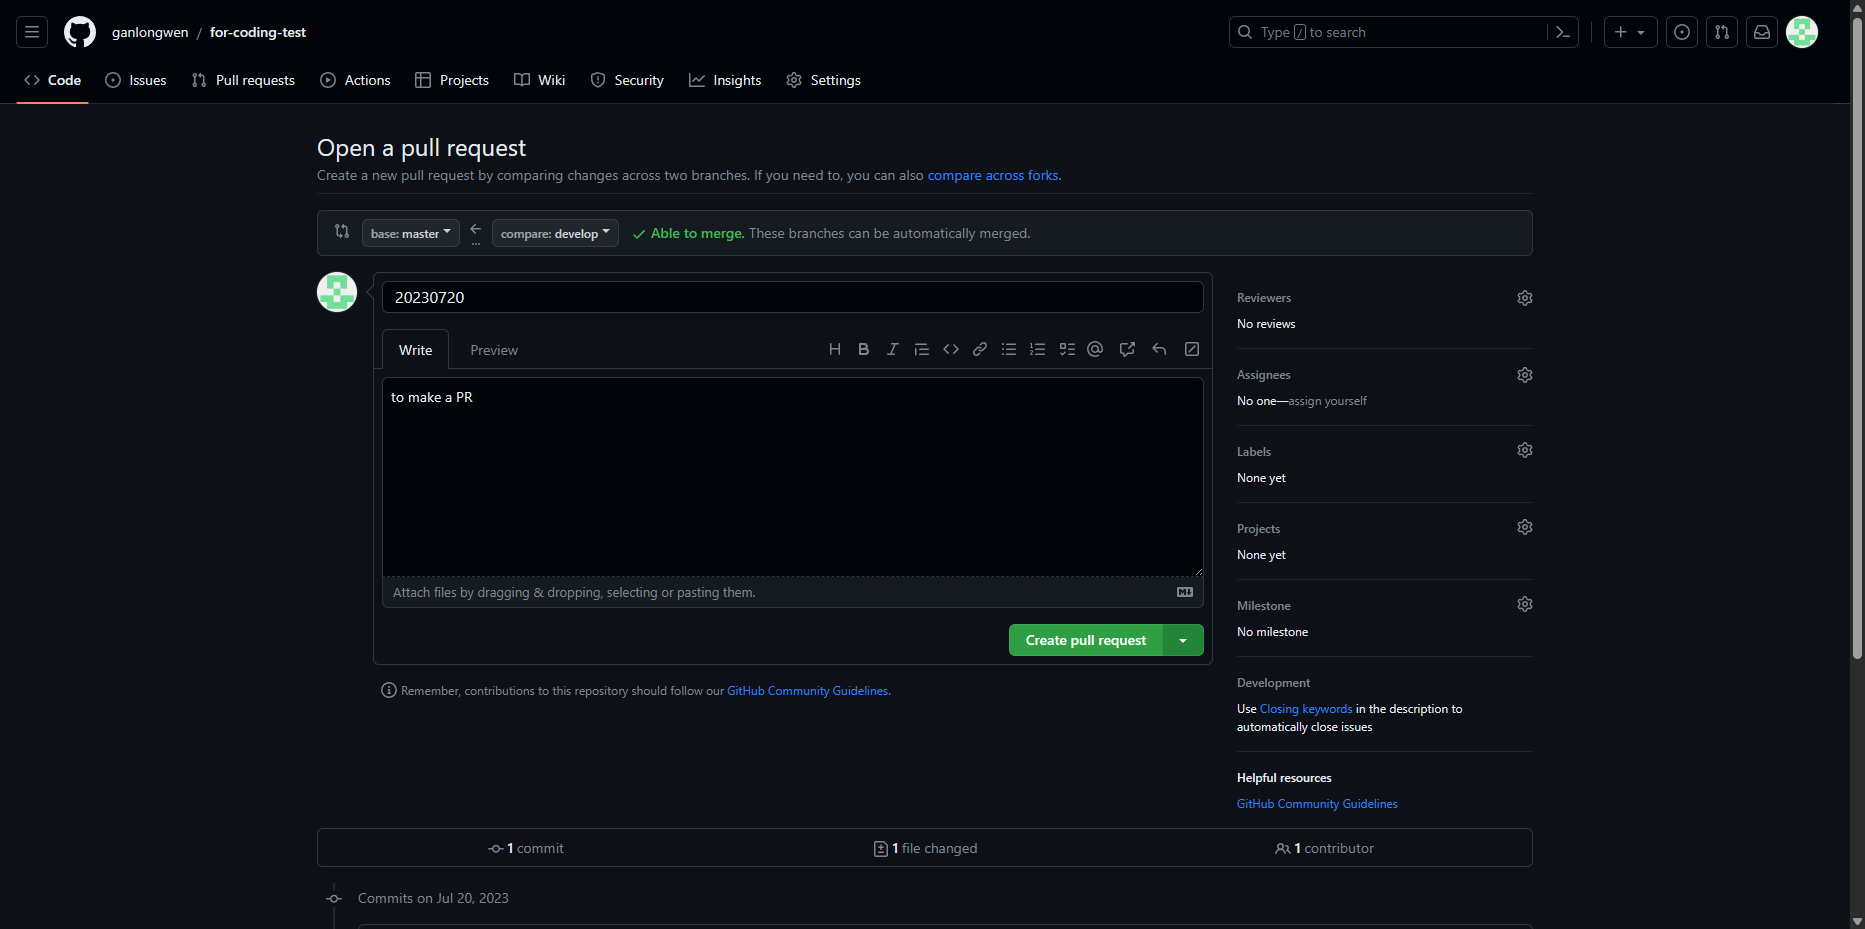 ganlongwen / for-coding-test
Type / to search
Code Issues Pull requests Actions Projects Wiki Security Insights Settings
Open a pull request
Create a new pull request by comparing changes across two branches. If you need to, you can also compare across forks.
base: master compare: develop Able to merge. These branches can be automatically merged.
20230720
Write Preview
to make a PR
Attach files by dragging & dropping, selecting or pasting them.
Create pull request
Remember, contributions to this repository should follow our GitHub Community Guidelines.
Reviewers
No reviews
Assignees
No one—assign yourself
Labels
None yet
Projects
None yet
Milestone
No milestone
Development
Use Closing keywords in the description to
automatically close issues
Helpful resources
GitHub Community Guidelines
1 commit 1 file changed 1 contributor
Commits on Jul 20, 2023